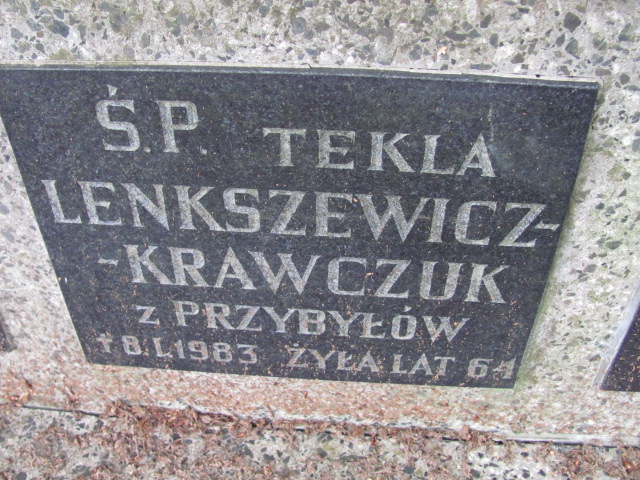 Ś.P. TEKLA
LENKSZEWICZ-
-KRAWCZUK
z PRZYBYŁÓW
† 8.I.1983 ŻYŁA LAT 64